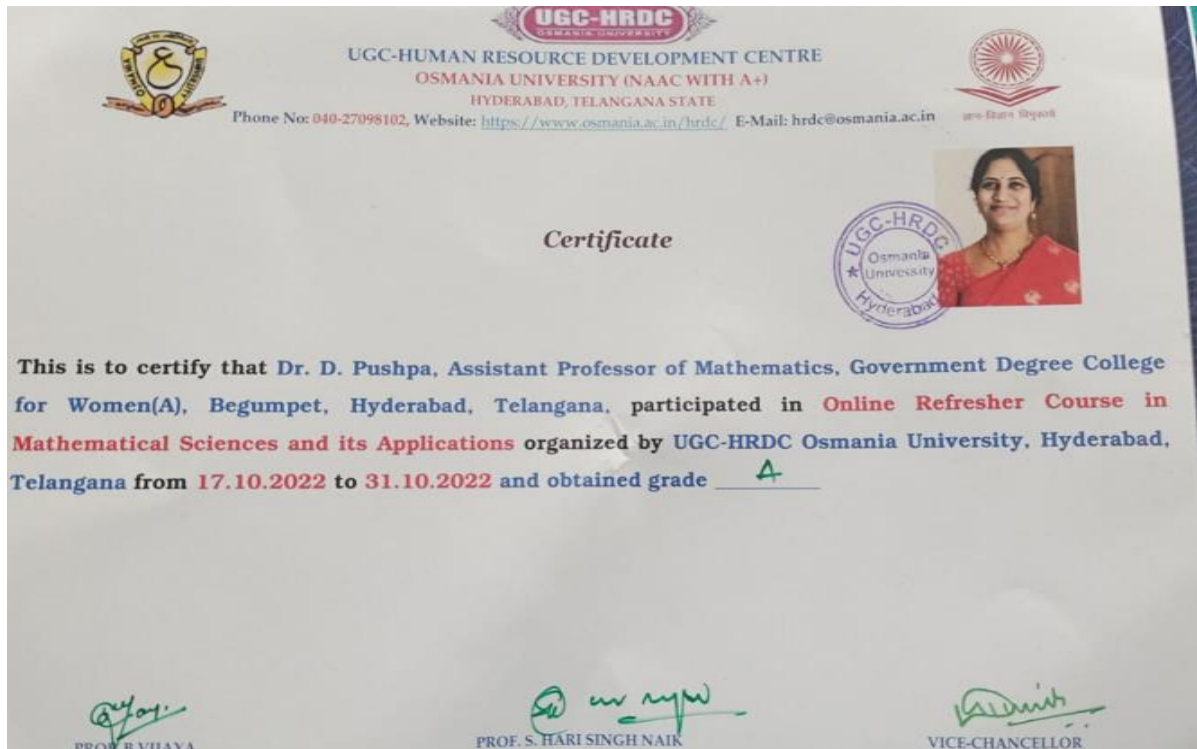 UGC-HRDC
OSMANIA UNIVERSITY
UGC-HUMAN RESOURCE DEVELOPMENT CENTRE
OSMANIA UNIVERSITY (NAAC WITH A+)
HYDERABAD, TELANGANA STATE
Phone No: 040-27098102, Website: https://www.osmania.ac.in/hrdc/ E-Mail: hrdc@osmania.ac.in
ज्ञान-विज्ञान विमुक्तये
Certificate
UGC-HRDC
Osmania
University
Hyderabad
This is to certify that Dr. D. Pushpa, Assistant Professor of Mathematics, Government Degree College
for Women(A), Begumpet, Hyderabad, Telangana, participated in Online Refresher Course in
Mathematical Sciences and its Applications organized by UGC-HRDC Osmania University, Hyderabad,
Telangana from 17.10.2022 to 31.10.2022 and obtained grade A
PROF. B VIJAYA
PROF. S. HARI SINGH NAIK
VICE-CHANCELLOR